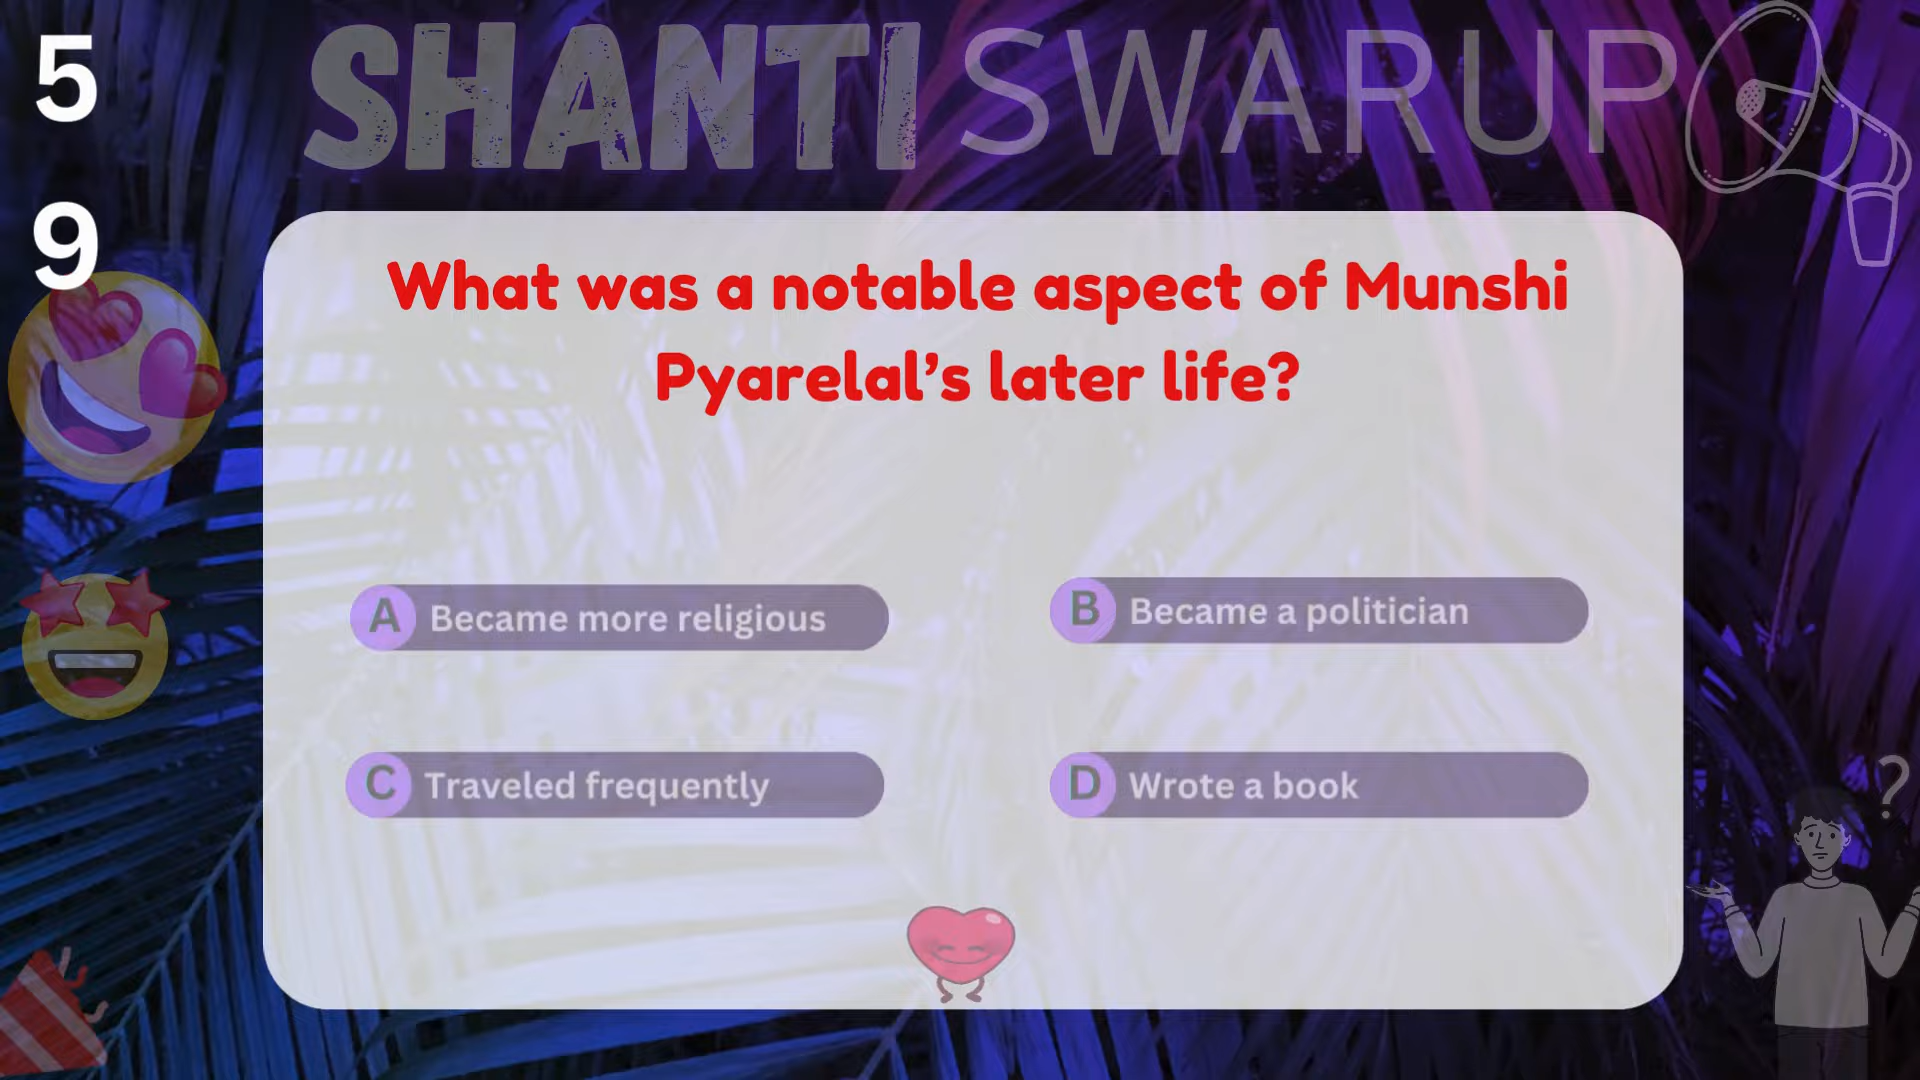 5
9
SHANTI SWARUP
What was a notable aspect of Munshi
Pyarelal’s later life?
A Became more religious
B Became a politician
C Traveled frequently
D Wrote a book
?